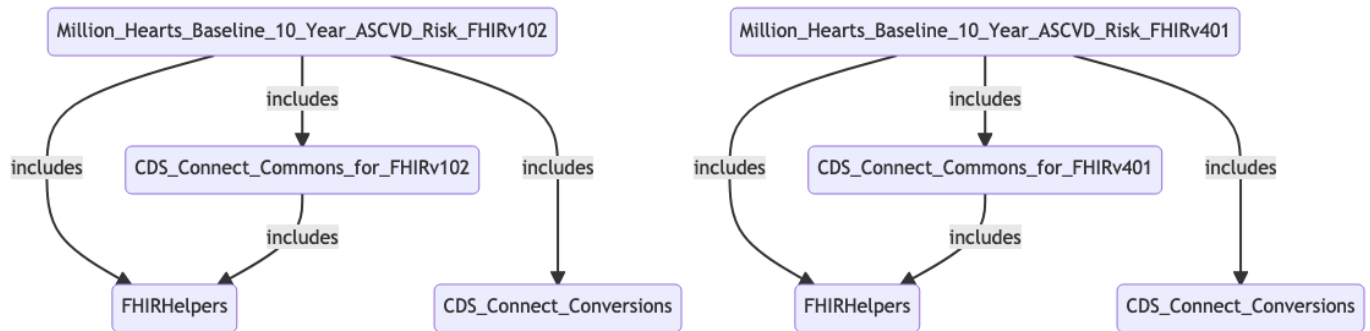 Million_Hearts_Baseline_10_Year_ASCVD_Risk_FHIRv102
includes
includes
CDS_Connect_Commons_for_FHIRv102
includes
includes
FHIRHelpers
CDS_Connect_Conversions
Million_Hearts_Baseline_10_Year_ASCVD_Risk_FHIRv401
includes
includes
CDS_Connect_Commons_for_FHIRv401
includes
includes
FHIRHelpers
CDS_Connect_Conversions